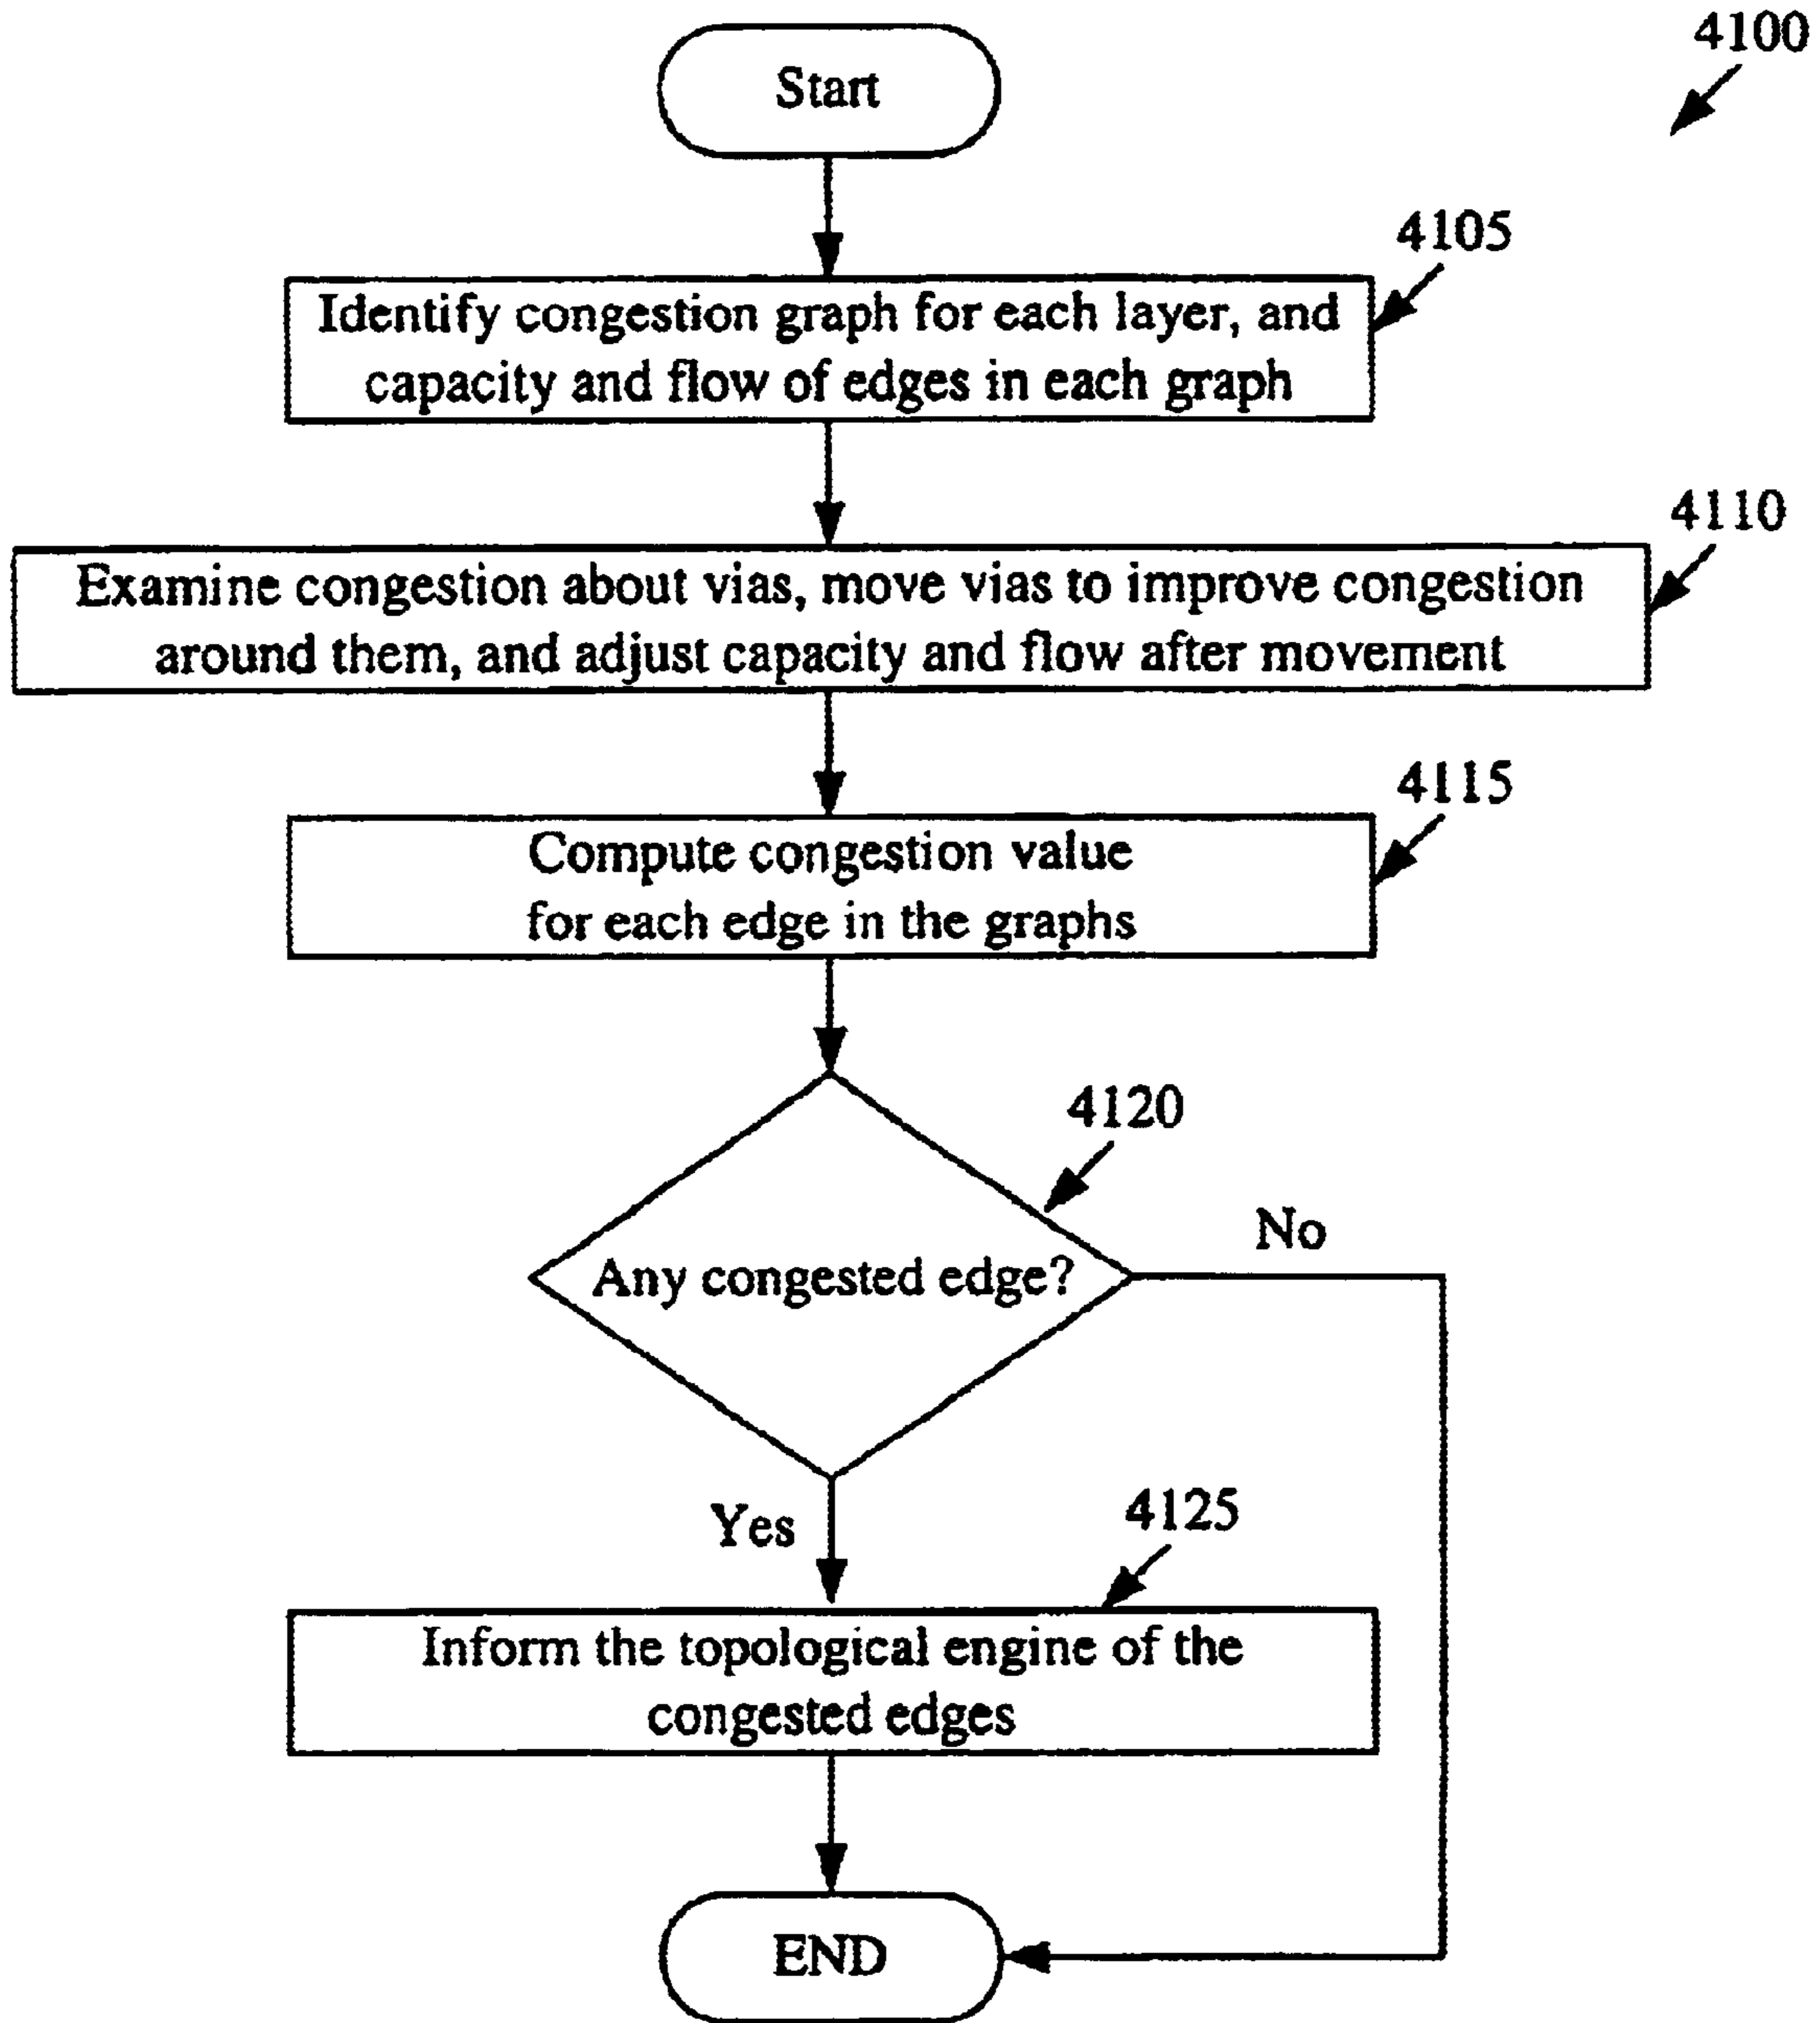 4100
Start
4105
Identify congestion graph for each layer, and
capacity and flow of edges in each graph
4110
Examine congestion about vias, move vias to improve congestion
around them, and adjust capacity and flow after movement
4115
Compute congestion value
for each edge in the graphs
4120
No
Any congested edge?
Yes
4125
Inform the topological engine of the
congested edges
END